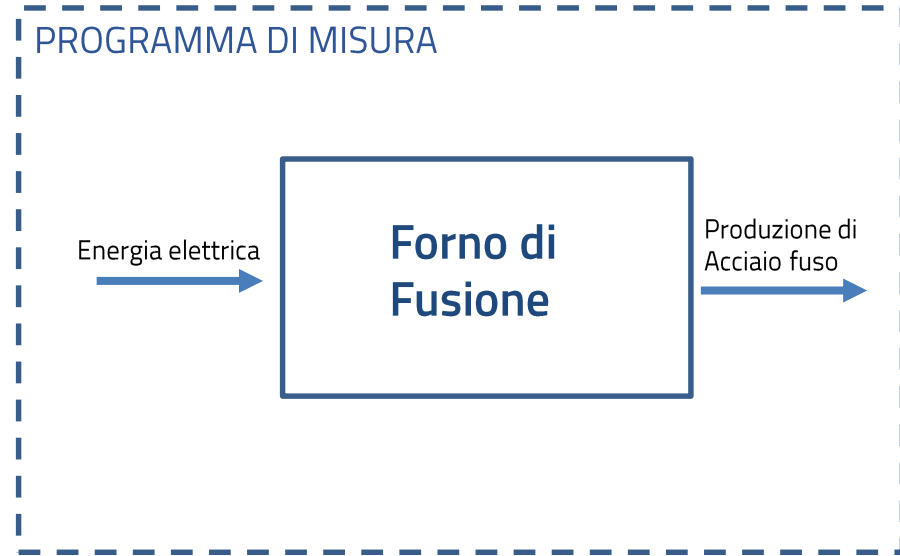 PROGRAMMA DI MISURA
Energia elettrica
Forno di
Fusione
Produzione di
Acciaio fuso